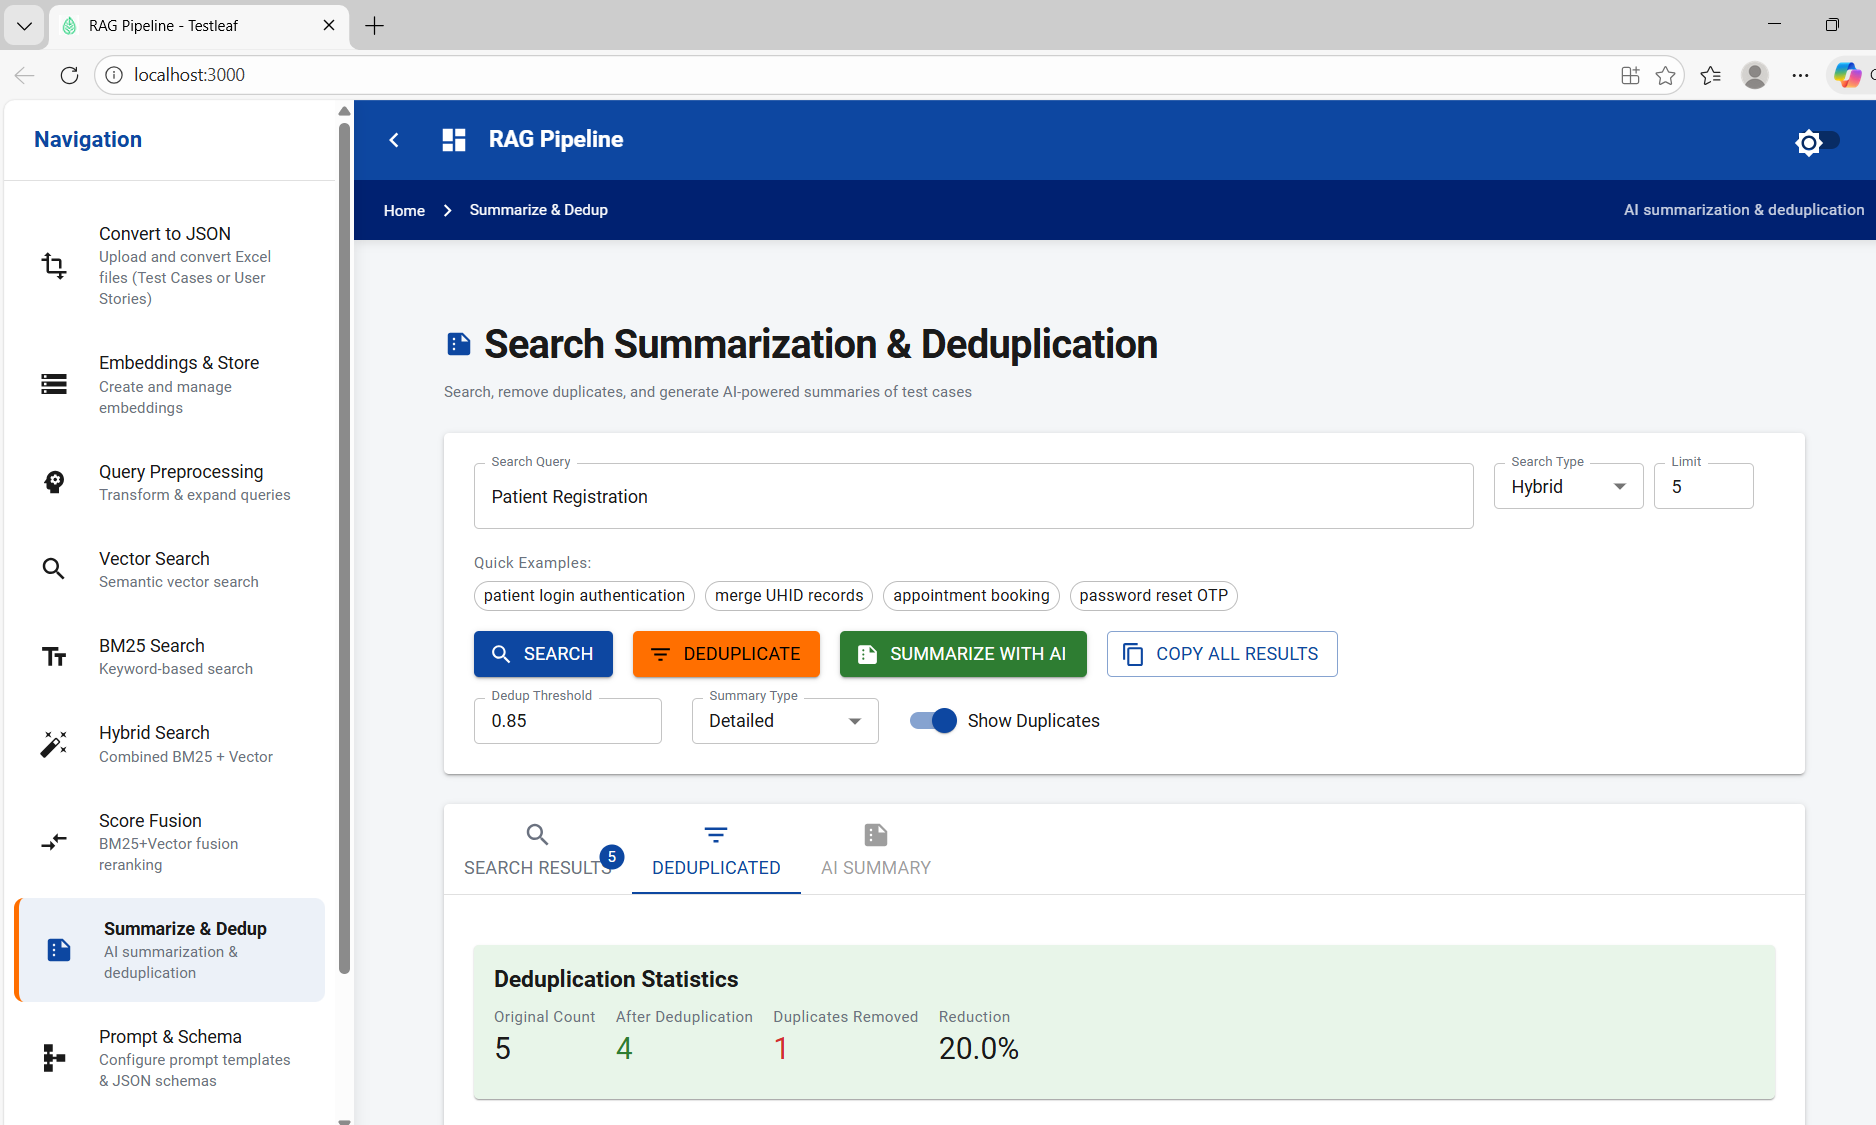 RAG Pipeline - Testleaf
localhost:3000
Navigation
Convert to JSON
Upload and convert Excel
files (Test Cases or User
Stories)
Embeddings & Store
Create and manage
embeddings
Query Preprocessing
Transform & expand queries
Vector Search
Semantic vector search
BM25 Search
Keyword-based search
Hybrid Search
Combined BM25 + Vector
Score Fusion
BM25+Vector fusion
reranking
Summarize & Dedup
AI summarization &
deduplication
Prompt & Schema
Configure prompt templates
& JSON schemas
RAG Pipeline
Home
Summarize & Dedup
AI summarization & deduplication
Search Summarization & Deduplication
Search, remove duplicates, and generate AI-powered summaries of test cases
Search Query
Patient Registration
Search Type
Hybrid
Limit
5
Quick Examples:
patient login authentication
merge UHID records
appointment booking
password reset OTP
SEARCH
DEDUPLICATE
SUMMARIZE WITH AI
COPY ALL RESULTS
Dedup Threshold
0.85
Summary Type
Detailed
Show Duplicates
SEARCH RESULTS
5
DEDUPLICATED
AI SUMMARY
Deduplication Statistics
Original Count
5
After Deduplication
4
Duplicates Removed
1
Reduction
20.0%